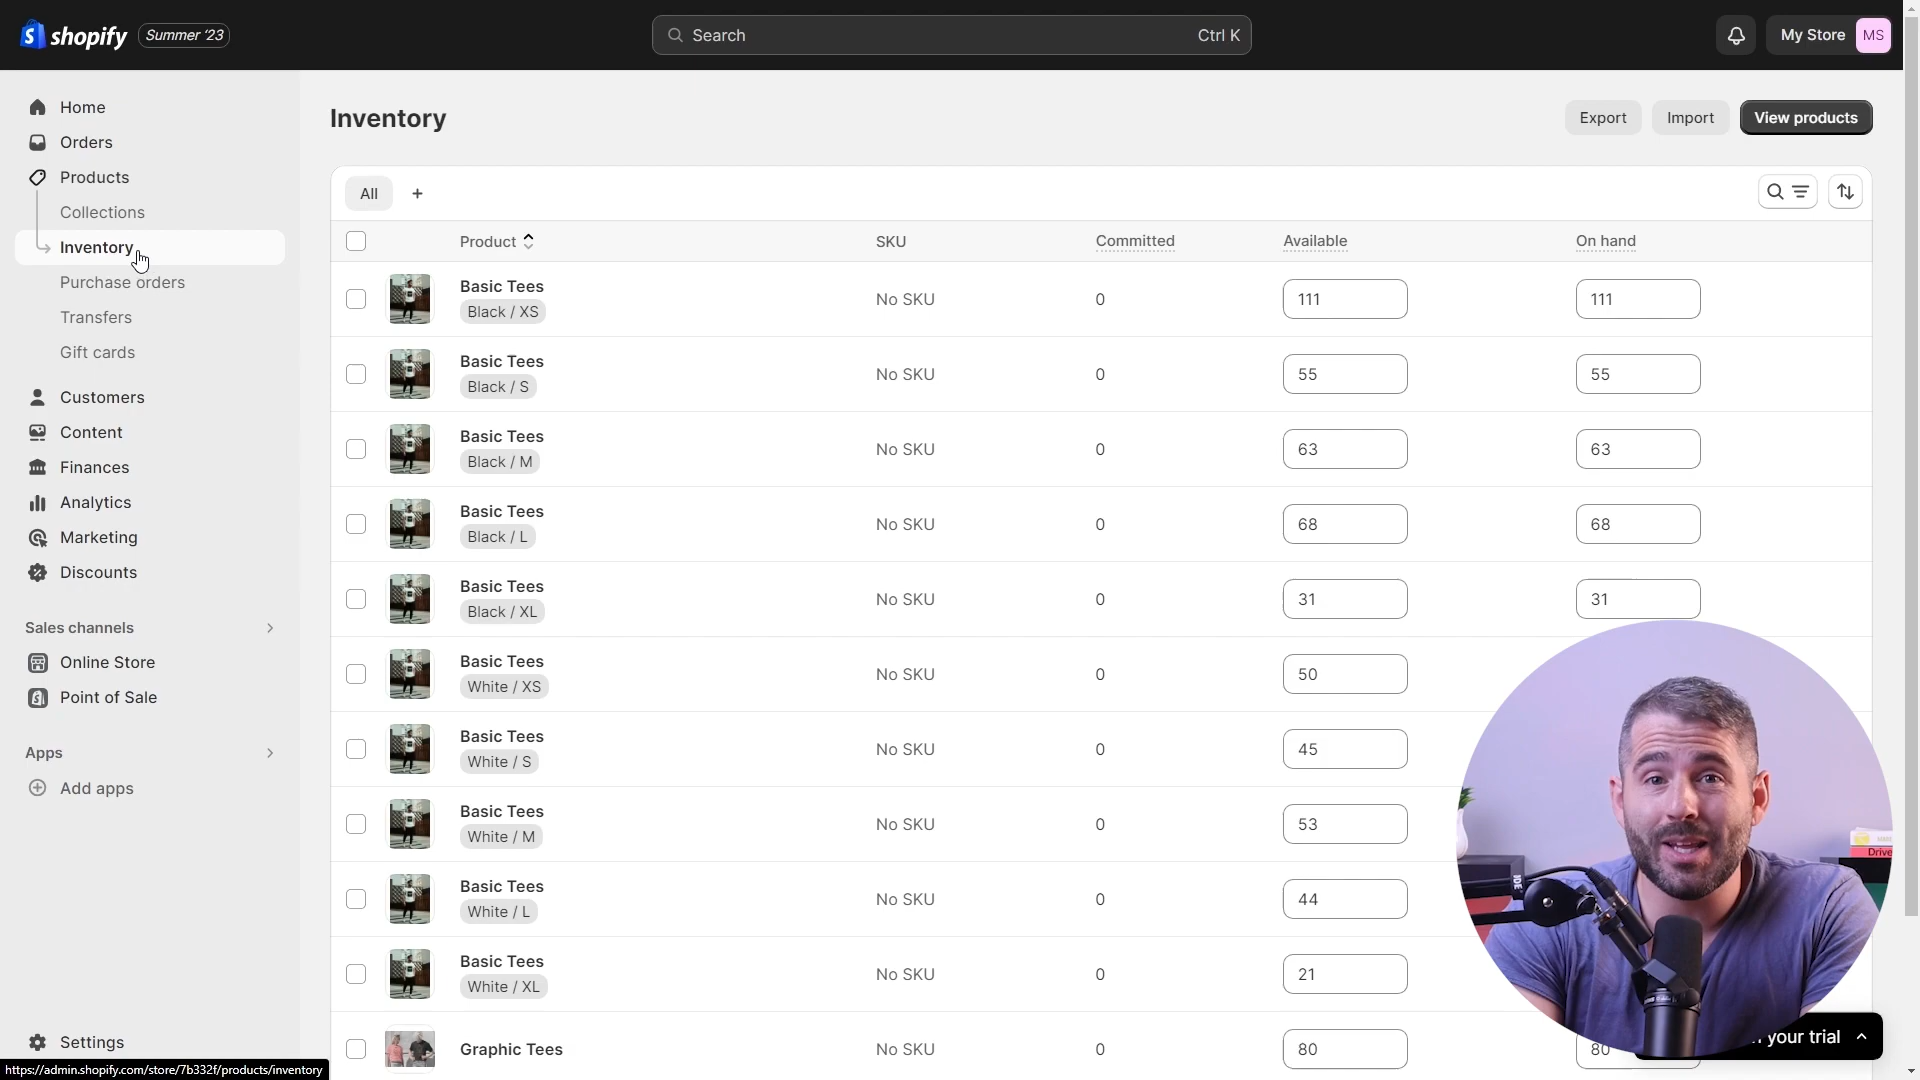 shopify Summer '23
Search Ctrl K
My Store MS
Home
Orders
Products
Collections
Inventory
Purchase orders
Transfers
Gift cards
Customers
Content
Finances
Analytics
Marketing
Discounts
Sales channels
Online Store
Point of Sale
Apps
Add apps
Settings
https://admin.shopify.com/store/7b332f/products/inventory
Inventory
Export Import View products
All +
Product SKU Committed Available On hand
Basic Tees
Black / XS
No SKU 0 111 111
Basic Tees
Black / S
No SKU 0 55 55
Basic Tees
Black / M
No SKU 0 63 63
Basic Tees
Black / L
No SKU 0 68 68
Basic Tees
Black / XL
No SKU 0 31 31
Basic Tees
White / XS
No SKU 0 50
Basic Tees
White / S
No SKU 0 45
Basic Tees
White / M
No SKU 0 53
Basic Tees
White / L
No SKU 0 44
Basic Tees
White / XL
No SKU 0 21
Graphic Tees No SKU 0 80 80
Drive
your trial